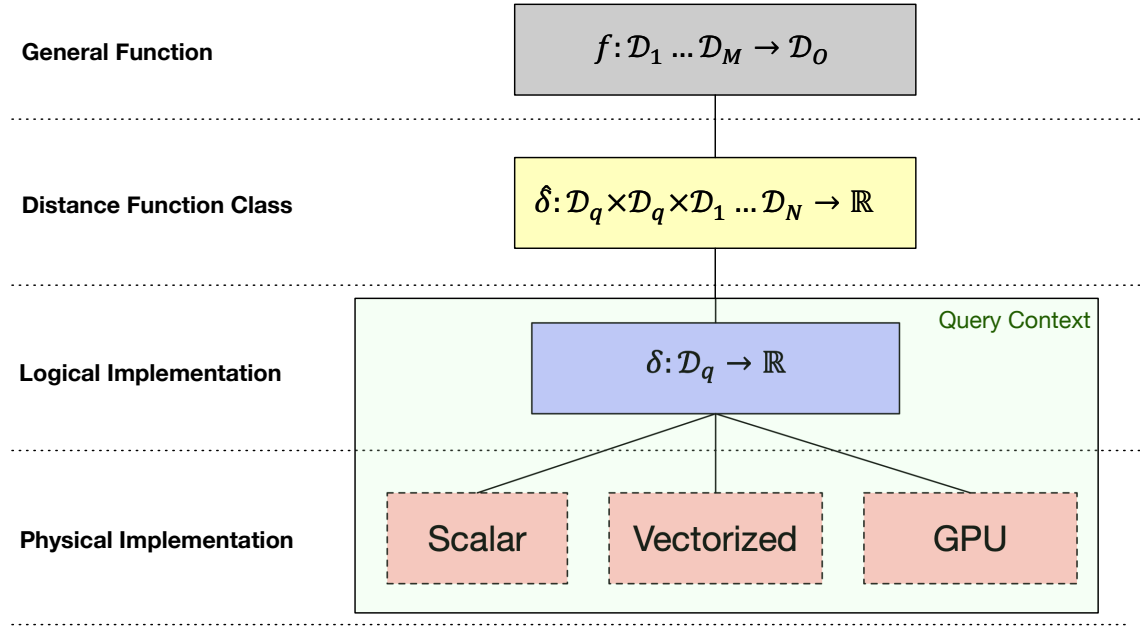 General Function
𝑓: 𝒟₁ … 𝒟_M → 𝒟_O
Distance Function Class
δ̂: 𝒟_q×𝒟_q×𝒟₁ … 𝒟_N → ℝ
Query Context
Logical Implementation
δ: 𝒟_q → ℝ
Physical Implementation
Scalar
Vectorized
GPU